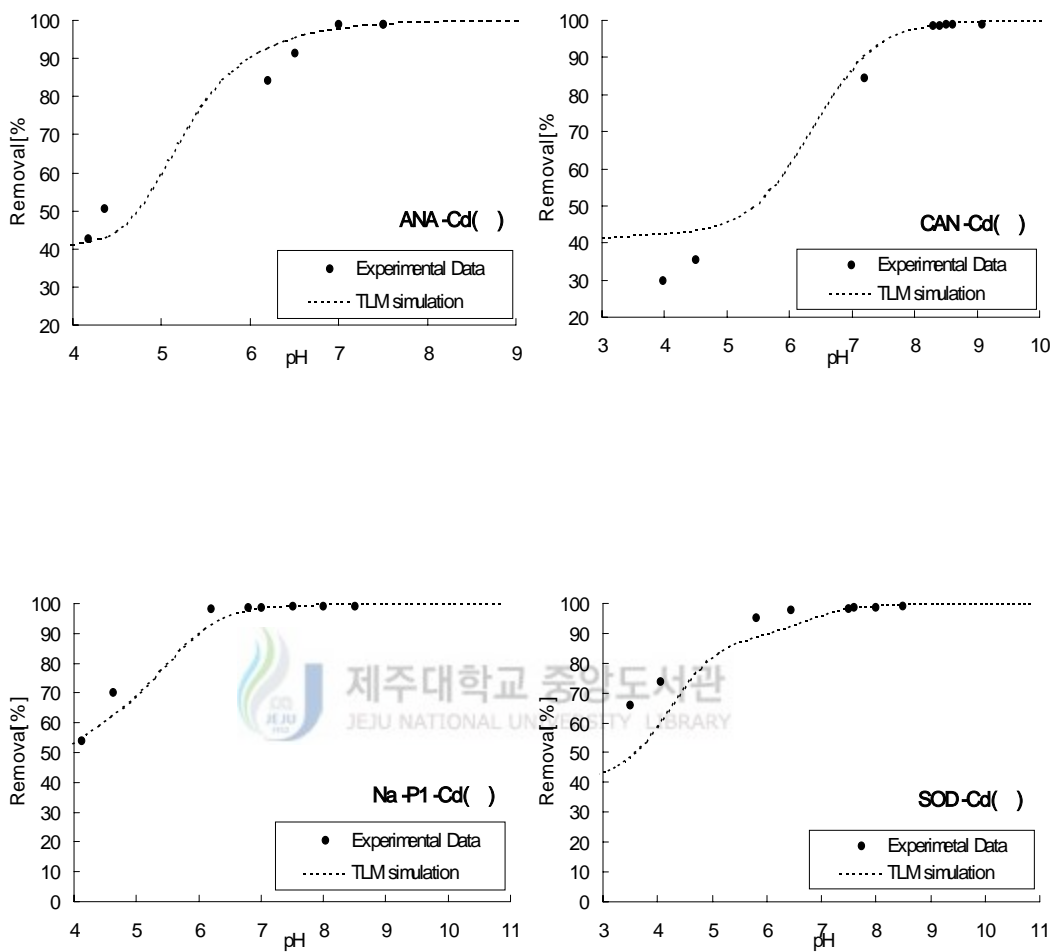 Removal[%
100
90
80
70
60
50
40
30
20
4 5 6 7 8 9
pH
ANA-Cd( )
Experimental Data
TLM simulation
Removal[%
100
90
80
70
60
50
40
30
20
3 4 5 6 7 8 9 10
pH
CAN-Cd( )
Experimental Data
TLM simulation
Removal[%]
100
90
80
70
60
50
40
30
20
10
0
4 5 6 7 8 9 10 11
pH
Na-P1-Cd( )
Experimental Data
TLM simulation
Removal[%]
100
90
80
70
60
50
40
30
20
10
0
3 4 5 6 7 8 9 10 11
pH
SOD-Cd( )
Experimetal Data
TLM simulation
제주대학교 중앙도서관
JEJU NATIONAL UNIVERSITY LIBRARY
JEJU
1952